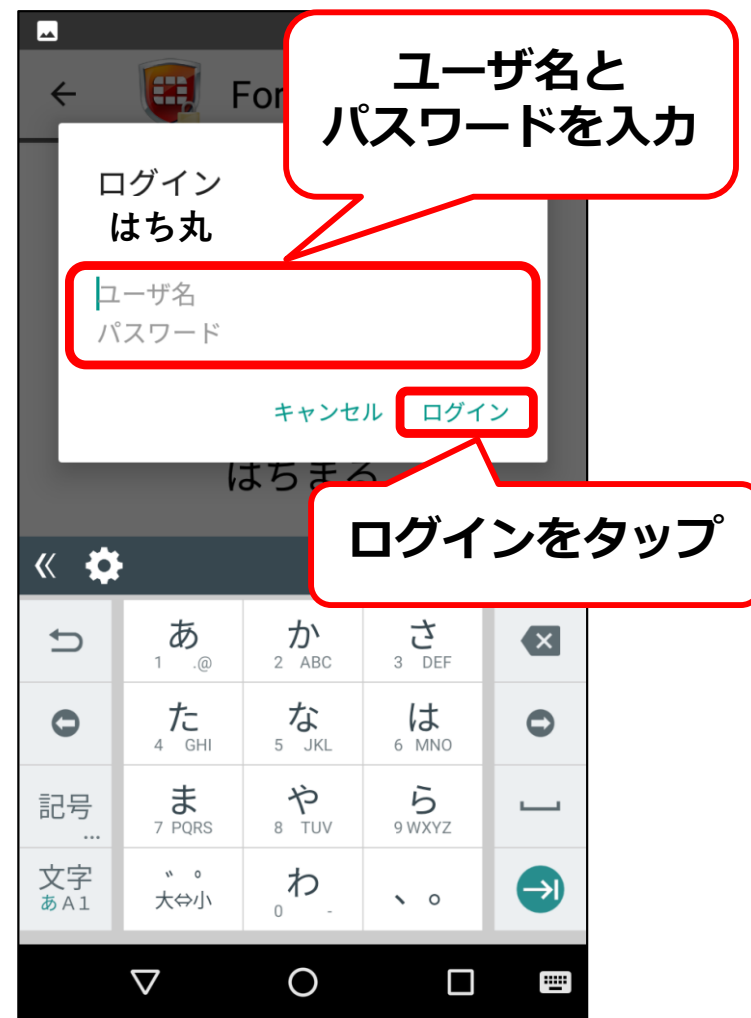 ユーザ名と
パスワードを入力
For
ログイン
はち丸
ユーザ名
パスワード
キャンセル ログイン
はちまる
ログインをタップ
あ か さ
1 .@ 2 ABC 3 DEF
た な は
4 GHI 5 JKL 6 MNO
記号 ま や ら
... 7 PQRS 8 TUV 9 WXYZ
文字 ゛゜ わ 、。
あA1 大⇔小 0 -